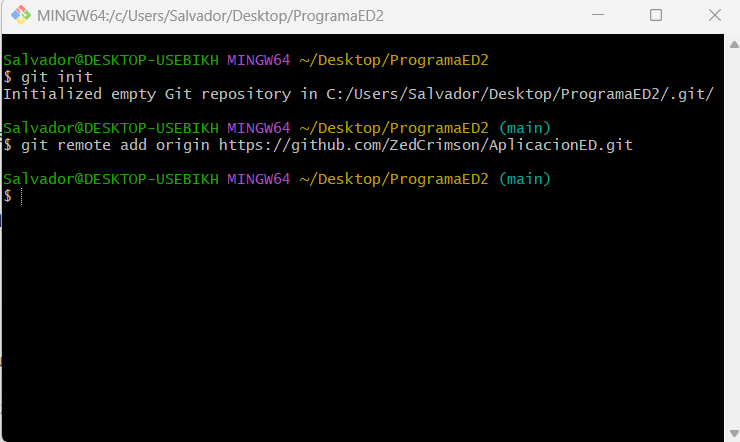 MINGW64:/c/Users/Salvador/Desktop/ProgramaED2
Salvador@DESKTOP-USEBIKH MINGW64 ~/Desktop/ProgramaED2
$ git init
Initialized empty Git repository in C:/Users/Salvador/Desktop/ProgramaED2/.git/
Salvador@DESKTOP-USEBIKH MINGW64 ~/Desktop/ProgramaED2 (main)
$ git remote add origin https://github.com/ZedCrimson/AplicacionED.git
Salvador@DESKTOP-USEBIKH MINGW64 ~/Desktop/ProgramaED2 (main)
$